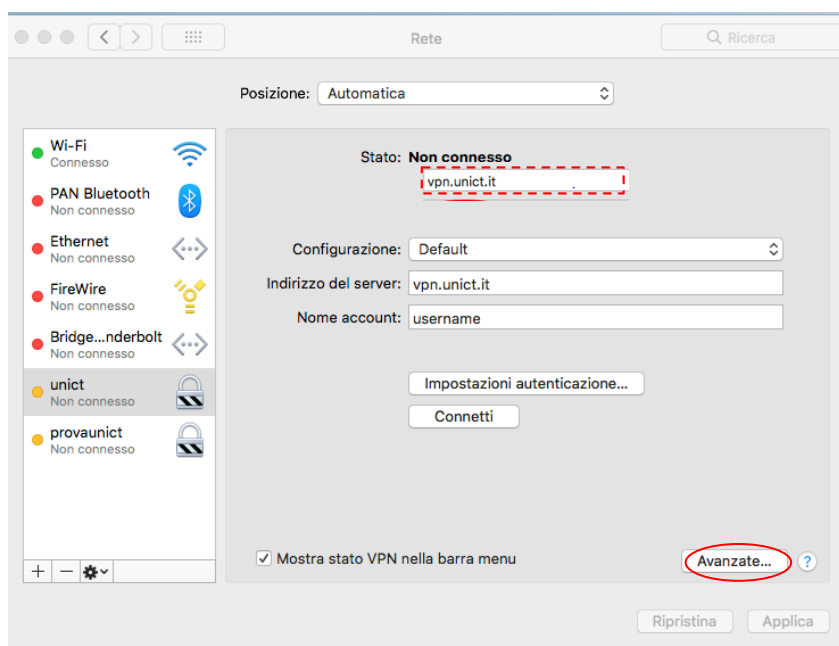 Rete
Ricerca
Posizione: Automatica
Wi-Fi
Connesso
PAN Bluetooth
Non connesso
Ethernet
Non connesso
FireWire
Non connesso
Bridge...nderbolt
Non connesso
unict
Non connesso
provaunict
Non connesso
Stato: Non connesso
vpn.unict.it
Configurazione: Default
Indirizzo del server: vpn.unict.it
Nome account: username
Impostazioni autenticazione...
Connetti
Mostra stato VPN nella barra menu
Avanzate... ?
Ripristina Applica